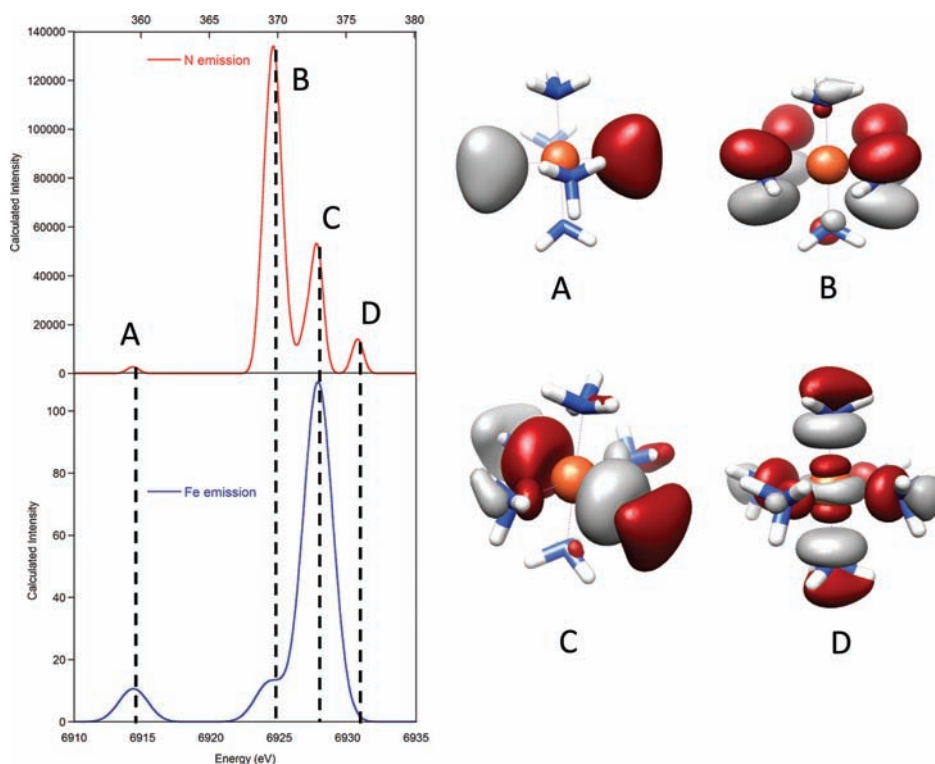 360 365 370 375 380
140000
120000
100000
80000
60000
40000
20000
0
Calculated Intensity
N emission
A
B
C
D
100
80
60
40
20
0
Calculated Intensity
Fe emission
6910 6915 6920 6925 6930 6935
Energy (eV)
A
B
C
D